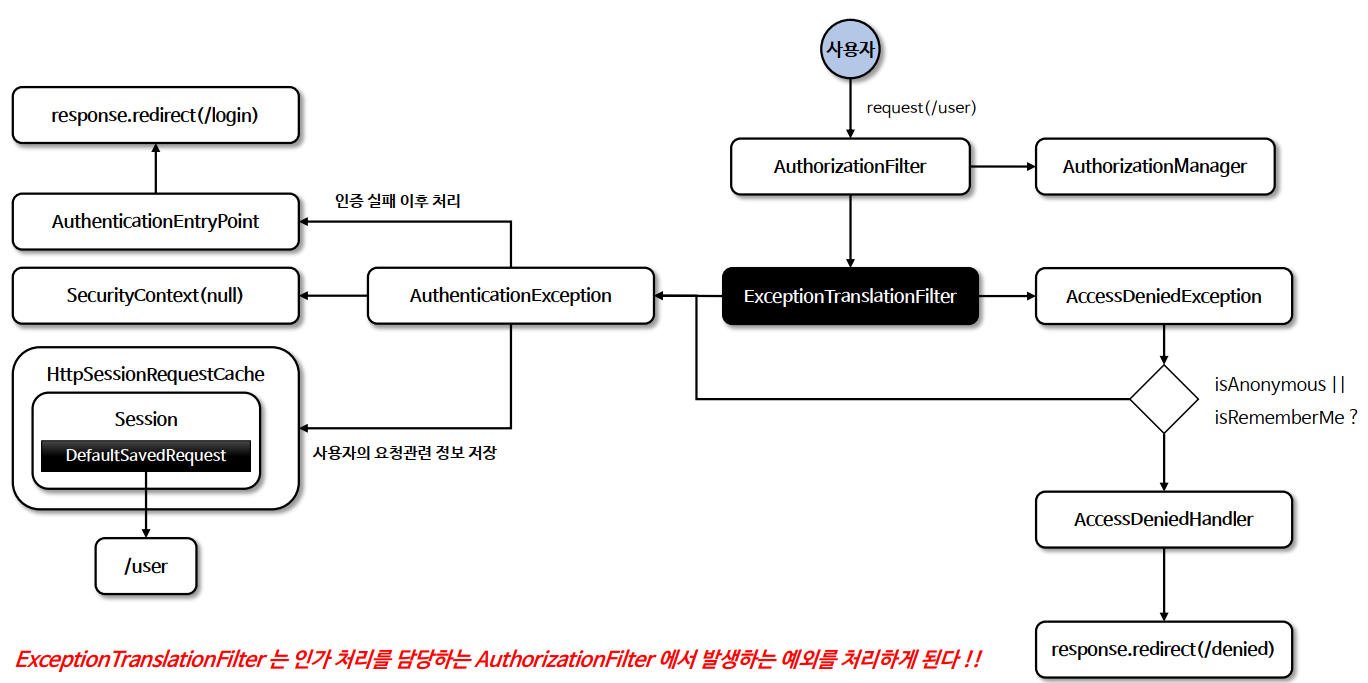 사용자
request(/user)
response.redirect(/login)
AuthorizationFilter
AuthorizationManager
인증 실패 이후 처리
AuthenticationEntryPoint
SecurityContext(null)
AuthenticationException
ExceptionTranslationFilter
AccessDeniedException
HttpSessionRequestCache
Session
DefaultSavedRequest
isAnonymous ||
isRememberMe ?
사용자의 요청관련 정보 저장
AccessDeniedHandler
/user
response.redirect(/denied)
ExceptionTranslationFilter 는 인가 처리를 담당하는 AuthorizationFilter 에서 발생하는 예외를 처리하게 된다 !!